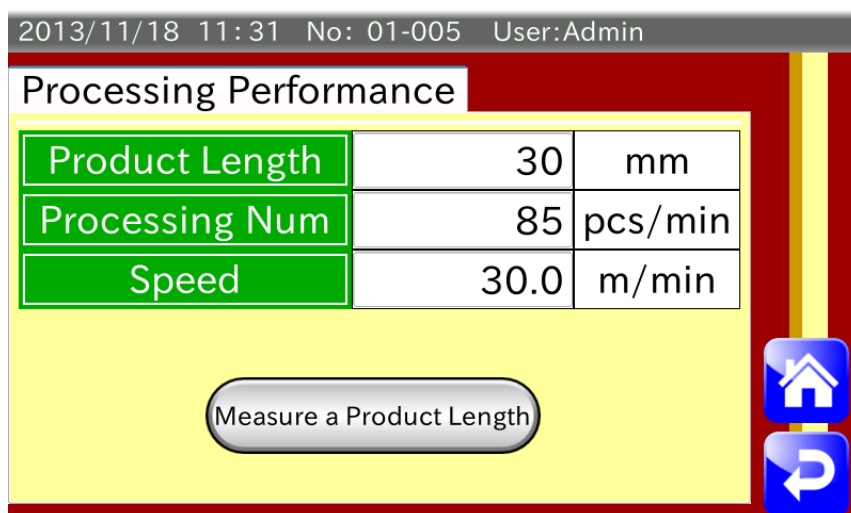 2013/11/18 11:31 No: 01-005 User:Admin
Processing Performance
Product Length 30 mm
Processing Num 85 pcs/min
Speed 30.0 m/min
Measure a Product Length